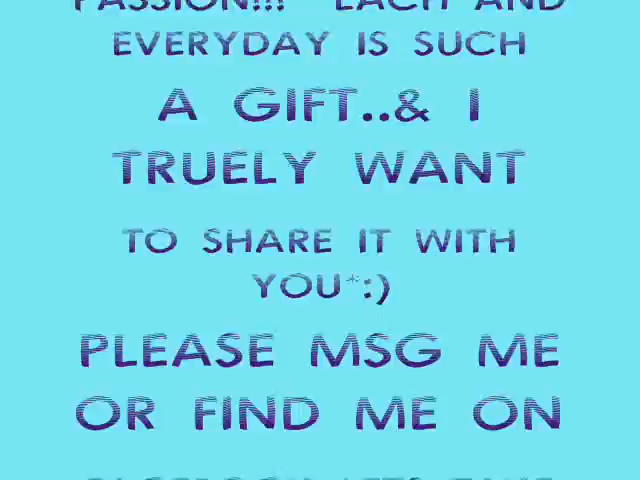 PASSION!!! EACH AND
EVERYDAY IS SUCH
A GIFT..& I
TRUELY WANT
TO SHARE IT WITH
YOU*:)
PLEASE MSG ME
OR FIND ME ON